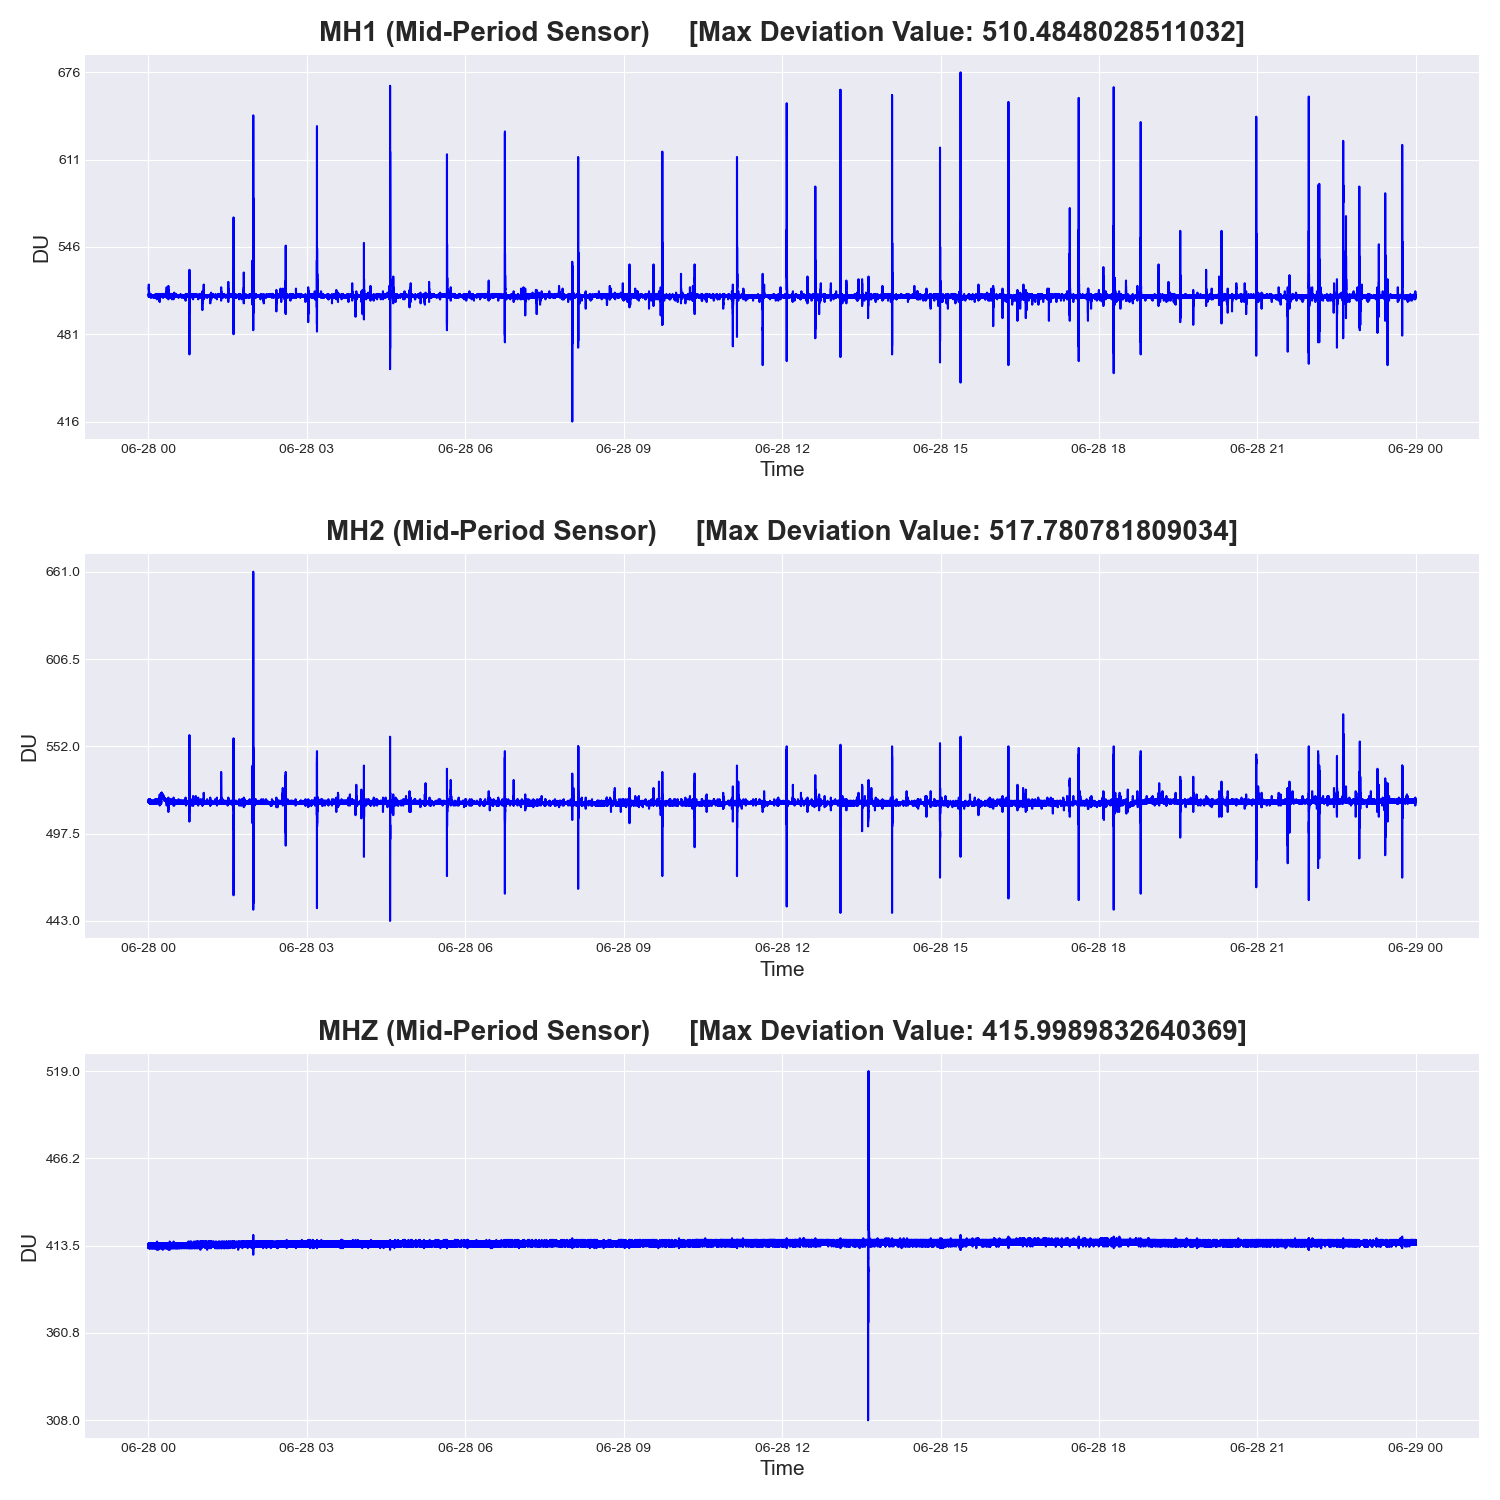 MH1 (Mid-Period Sensor) [Max Deviation Value: 510.4848028511032]
676
611
546
481
416
DU
06-28 00 06-28 03 06-28 06 06-28 09 06-28 12 06-28 15 06-28 18 06-28 21 06-29 00
Time
MH2 (Mid-Period Sensor) [Max Deviation Value: 517.780781809034]
661.0
606.5
552.0
497.5
443.0
DU
06-28 00 06-28 03 06-28 06 06-28 09 06-28 12 06-28 15 06-28 18 06-28 21 06-29 00
Time
MHZ (Mid-Period Sensor) [Max Deviation Value: 415.9989832640369]
519.0
466.2
413.5
360.8
308.0
DU
06-28 00 06-28 03 06-28 06 06-28 09 06-28 12 06-28 15 06-28 18 06-28 21 06-29 00
Time